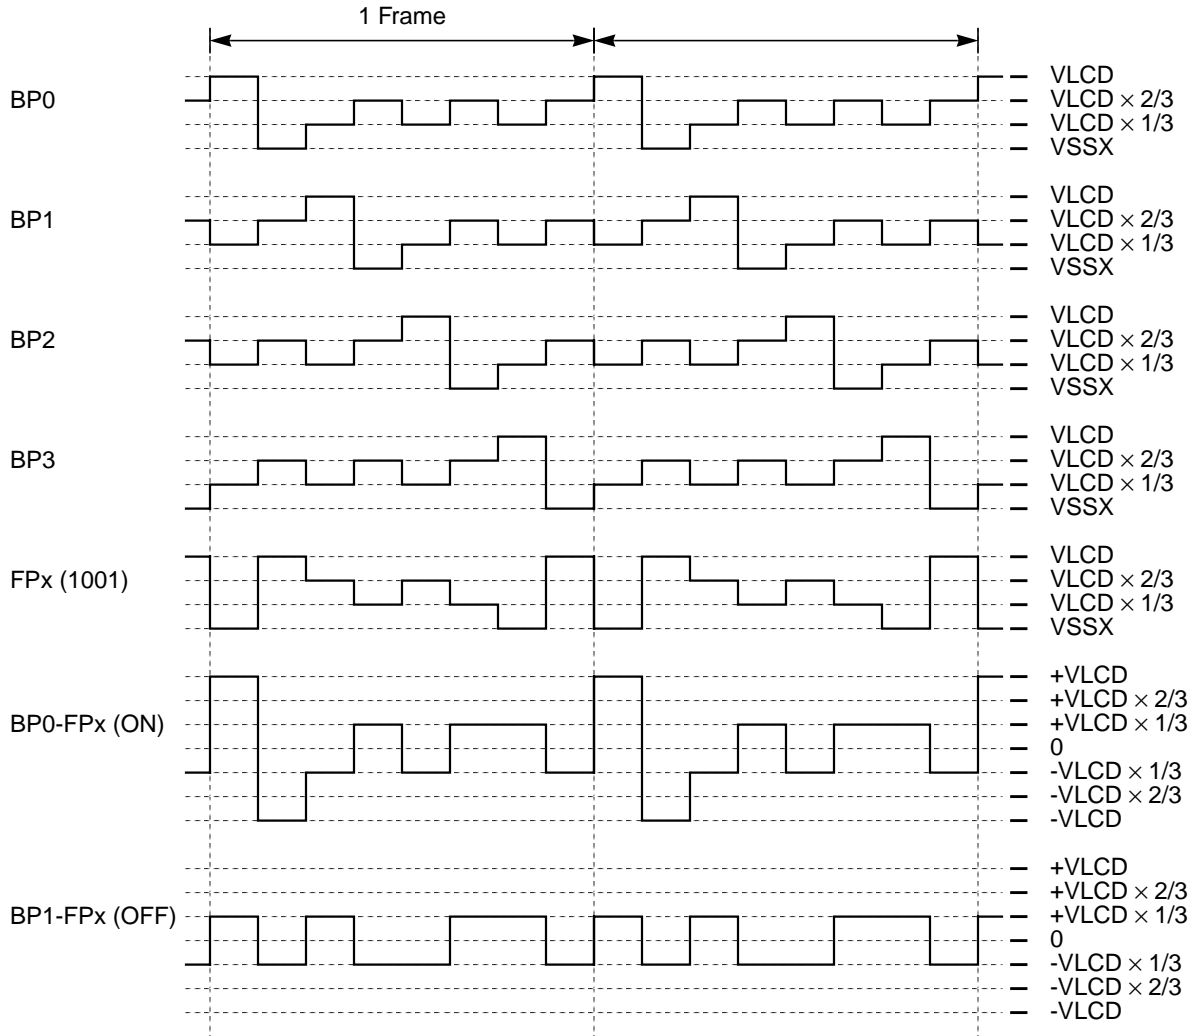 1 Frame
BP0
VLCD
VLCD × 2/3
VLCD × 1/3
VSSX
BP1
VLCD
VLCD × 2/3
VLCD × 1/3
VSSX
BP2
VLCD
VLCD × 2/3
VLCD × 1/3
VSSX
BP3
VLCD
VLCD × 2/3
VLCD × 1/3
VSSX
FPx (1001)
VLCD
VLCD × 2/3
VLCD × 1/3
VSSX
BP0-FPx (ON)
+VLCD
+VLCD × 2/3
+VLCD × 1/3
0
-VLCD × 1/3
-VLCD × 2/3
-VLCD
BP1-FPx (OFF)
+VLCD
+VLCD × 2/3
+VLCD × 1/3
0
-VLCD × 1/3
-VLCD × 2/3
-VLCD